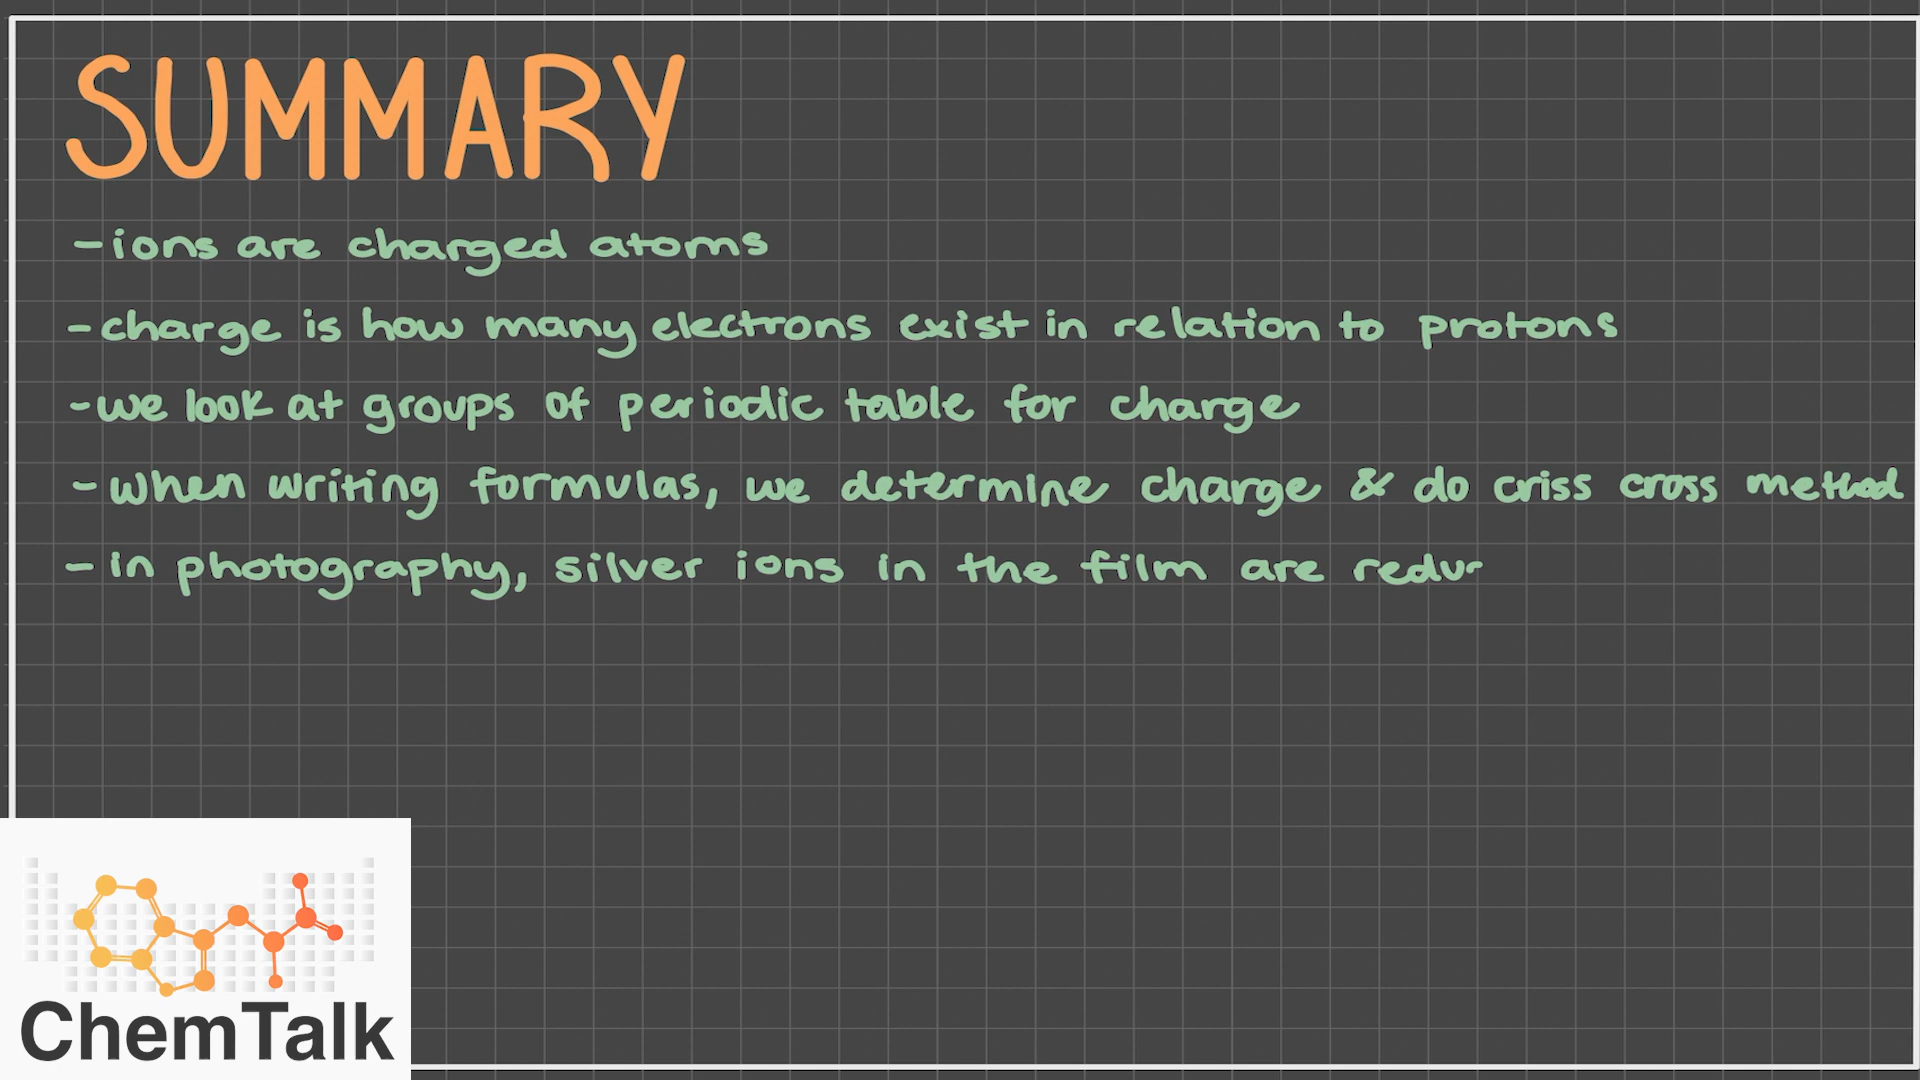 SUMMARY
- ions are charged atoms
- charge is how many electrons exist in relation to protons
- we look at groups of periodic table for charge
- when writing formulas, we determine charge & do criss cross method
- in photography, silver ions in the film are redu
ChemTalk